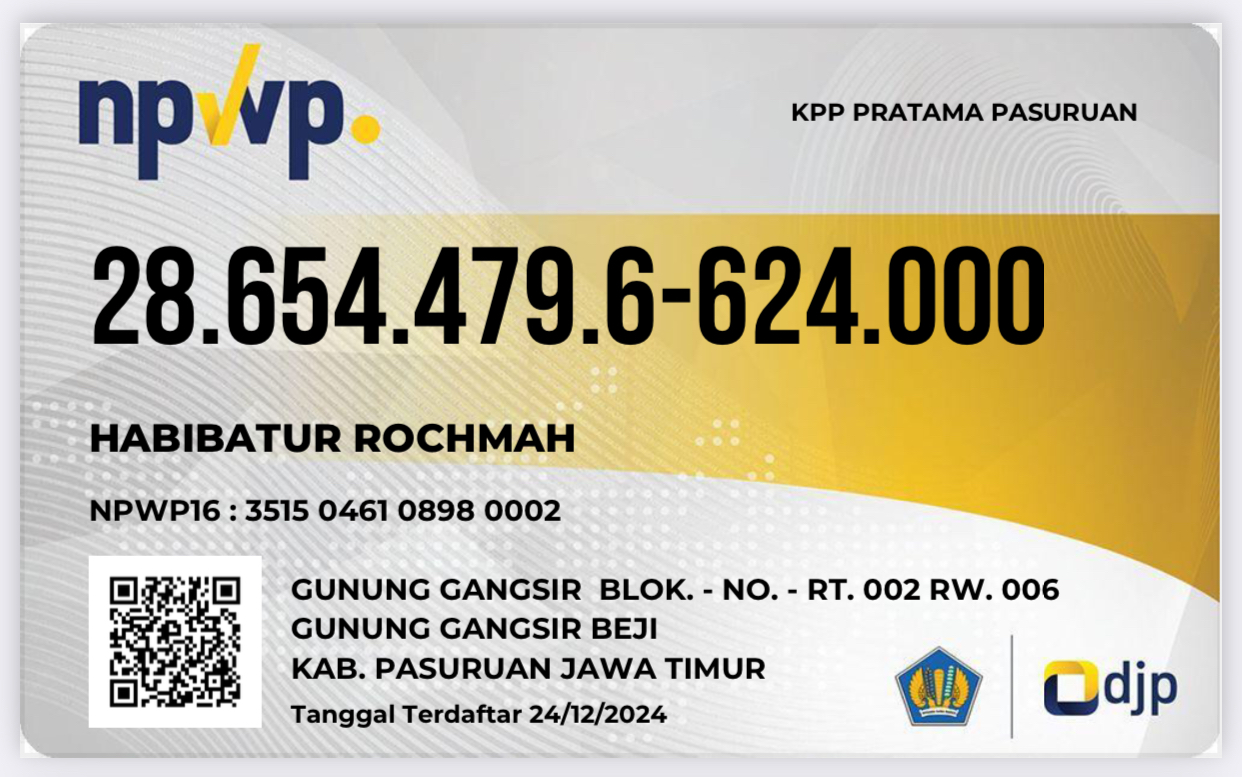 npwp.
KPP PRATAMA PASURUAN
28.654.479.6-624.000
HABIBATUR ROCHMAH
NPWP16 : 3515 0461 0898 0002
GUNUNG GANGSIR BLOK. - NO. - RT. 002 RW. 006
GUNUNG GANGSIR BEJI
KAB. PASURUAN JAWA TIMUR
Tanggal Terdaftar 24/12/2024
djp